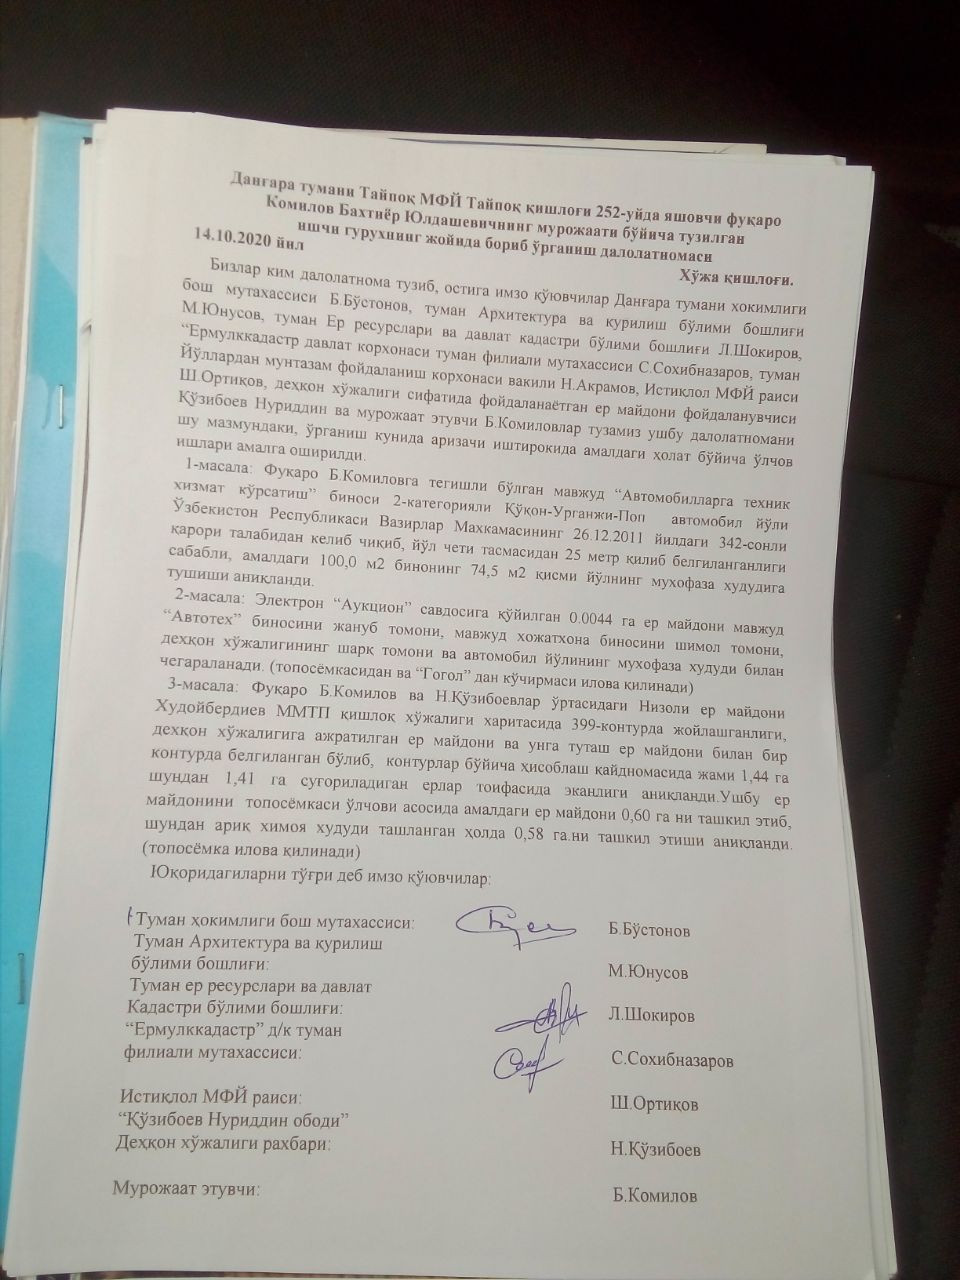 Данғара тумани Тайпоқ МФЙ Тайпоқ қишлоғи 252-уйда яшовчи фуқаро
Комилов Бахтиёр Юлдашевичнинг мурожаати бўйича тузилган
ишчи гуруҳнинг жойида бориб ўрганиш далолатномаси
14.10.2020 йил
Хўжа қишлоғи.
Бизлар ким далолатнома тузиб, остига имзо қўювчилар Данғара тумани хокимлиги
бош мутахассиси Б.Бўстонов, туман Архитектура ва қурилиш бўлими бошлиғи
М.Юнусов, туман Ер ресурслари ва давлат кадастри бўлими бошлиғи Л.Шокиров,
“Ермулккадастр давлат корхонаси туман филиали мутахассиси С.Сохибназаров, туман
Йўллардан мунтазам фойдаланиш корхонаси вакили Н.Акрамов, Истиқлол МФЙ раиси
Ш.Ортиқов, деҳқон хўжалиги сифатида фойдаланаётган ер майдони фойдаланувчиси
Қўзибоев Нуриддин ва мурожаат этувчи Б.Комиловлар тузамиз ушбу далолатномани
шу мазмундаки, ўрганиш кунида аризачи иштирокида амалдаги ҳолат бўйича ўлчов
ишлари амалга оширилди.
1-масала: Фуқаро Б.Комиловга тегишли бўлган мавжуд “Автомобилларга техник
хизмат кўрсатиш” биноси 2-категорияли Қўқон-Урганжи-Поп автомобил йўли
Ўзбекистон Республикаси Вазирлар Махкамасининг 26.12.2011 йилдаги 342-сонли
қарори талабидан келиб чиқиб, йўл чети тасмасидан 25 метр қилиб белгиланганлиги
сабабли, амалдаги 100,0 м2 бинонинг 74,5 м2 қисми йўлнинг мухофаза худудига
тушиши аниқланди.
2-масала: Электрон “Аукцион” савдосига қўйилган 0.0044 га ер майдони мавжуд
“Автотех” биносини жануб томони, мавжуд хожатхона биносини шимол томони,
дехқон хўжалигининг шарқ томони ва автомобил йўлининг мухофаза худуди билан
чегараланади. (топосёмкасидан ва “Гогол” дан кўчирмаси илова қилинади)
3-масала: Фуқаро Б.Комилов ва Н.Қўзибоевлар ўртасидаги Низоли ер майдони
Худойбердиев ММТП қишлоқ хўжалиги харитасида 399-контурда жойлашганлиги,
дехқон хўжалигига ажратилган ер майдони ва унга туташ ер майдони билан бир
контурда белгиланган бўлиб, контурлар бўйича ҳисоблаш қайдномасида жами 1,44 га
шундан 1,41 га суғориладиган ерлар тоифасида эканлиги аниқланди.Ушбу ер
майдонини топосёмкаси ўлчови асосида амалдаги ер майдони 0,60 га ни ташкил этиб,
шундан ариқ химоя худуди ташланган ҳолда 0,58 га.ни ташкил этиши аниқланди.
(топосёмка илова қилинади)
Юқоридагиларни тўғри деб имзо қўювчилар:
Туман ҳокимлиги бош мутахассиси: Б.Бўстонов
Туман Архитектура ва қурилиш
бўлими бошлиғи: М.Юнусов
Туман ер ресурслари ва давлат
Кадастри бўлими бошлиғи: Л.Шокиров
“Ермулккадастр” д/к туман
филиали мутахассиси: С.Сохибназаров
Истиқлол МФЙ раиси: Ш.Ортиқов
“Қўзибоев Нуриддин ободи”
Деҳқон хўжалиги рахбари: Н.Қўзибоев
Мурожаат этувчи: Б.Комилов